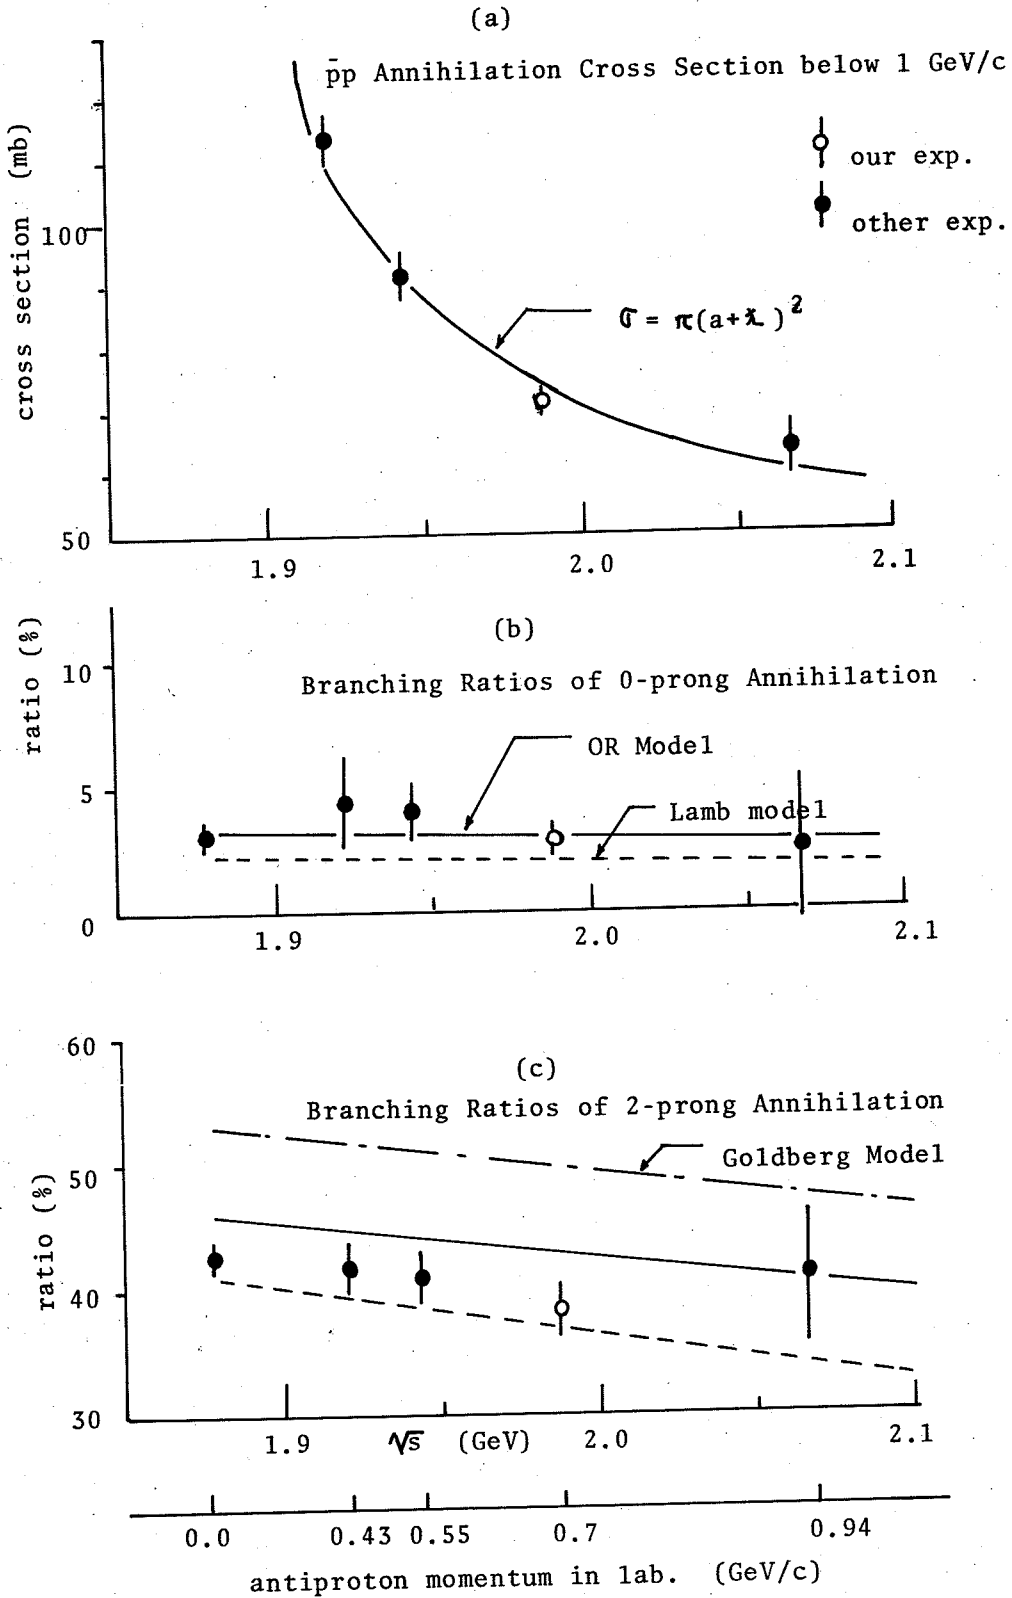 (a)
p̄p Annihilation Cross Section below 1 GeV/c
our exp.
other exp.
cross section (mb)
100
50
σ = π(a+ƛ)²
1.9
2.0
2.1
(b)
Branching Ratios of 0-prong Annihilation
ratio (%)
10
5
0
OR Model
Lamb model
1.9
2.0
2.1
(c)
Branching Ratios of 2-prong Annihilation
Goldberg Model
ratio (%)
60
50
40
30
1.9
√s (GeV)
2.0
2.1
0.0
0.43
0.55
0.7
0.94
antiproton momentum in lab. (GeV/c)